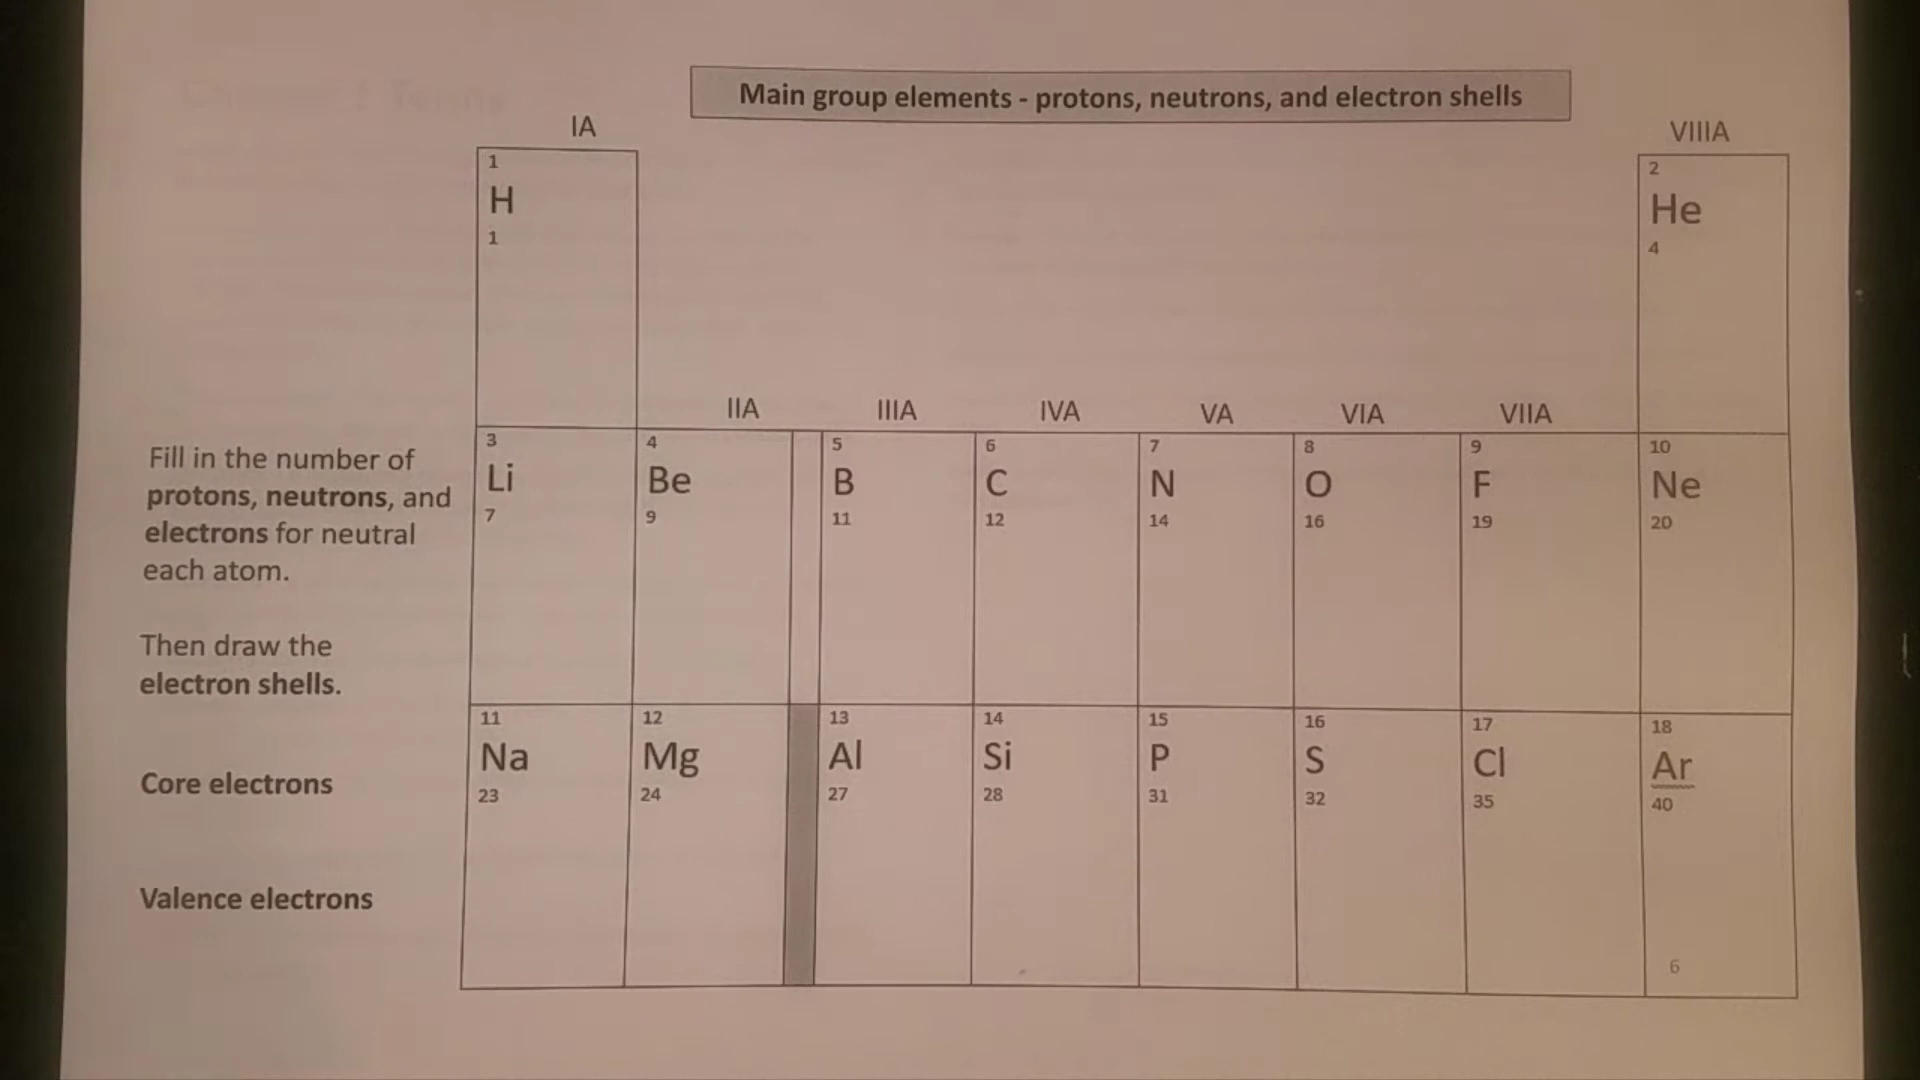 Main group elements - protons, neutrons, and electron shells
IA
VIIIA
1
H
1
2
He
4
IIA
IIIA
IVA
VA
VIA
VIIA
Fill in the number of
protons, neutrons, and
electrons for neutral
each atom.
3
Li
7
4
Be
9
5
B
11
6
C
12
7
N
14
8
O
16
9
F
19
10
Ne
20
Then draw the
electron shells.
Core electrons
Valence electrons
11
Na
23
12
Mg
24
13
Al
27
14
Si
28
15
P
31
16
S
32
17
Cl
35
18
Ar
40
6